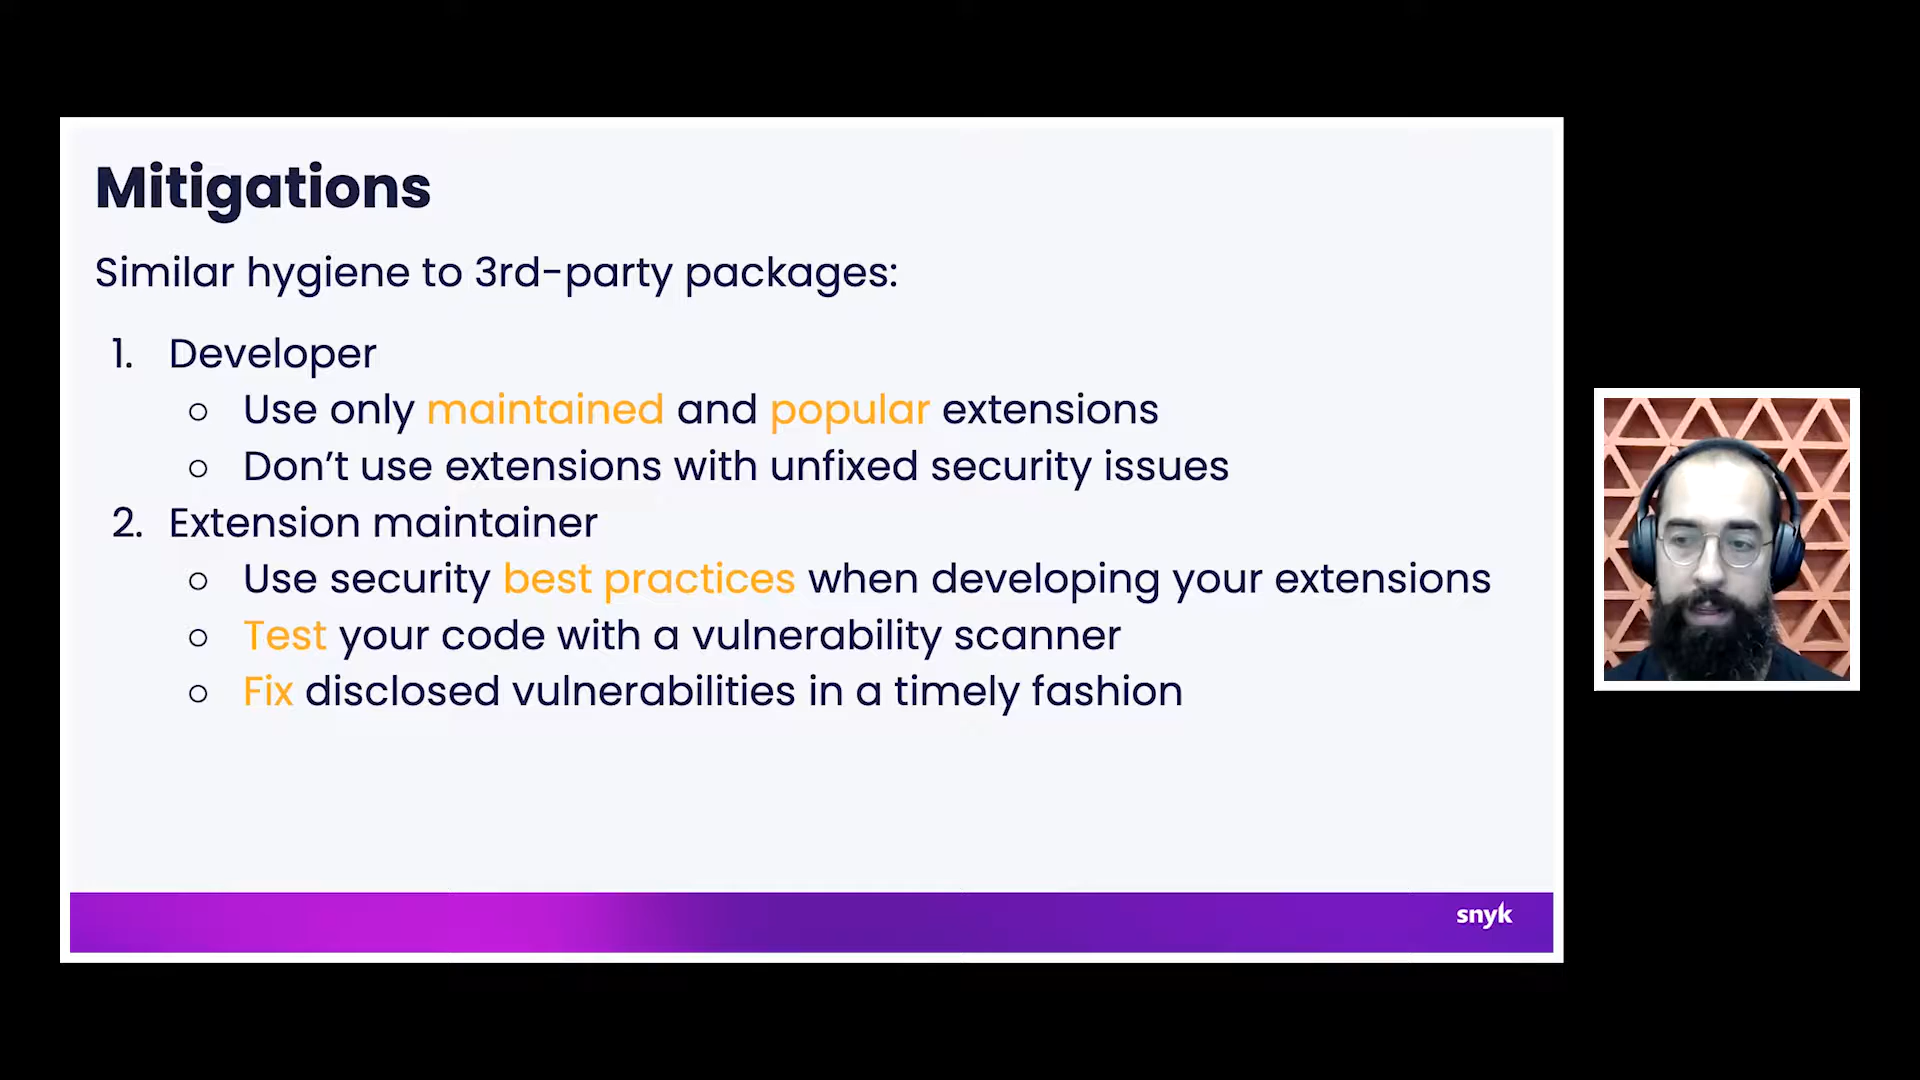 Mitigations
Similar hygiene to 3rd-party packages:
1. Developer
○ Use only maintained and popular extensions
○ Don’t use extensions with unfixed security issues
2. Extension maintainer
○ Use security best practices when developing your extensions
○ Test your code with a vulnerability scanner
○ Fix disclosed vulnerabilities in a timely fashion
snyk